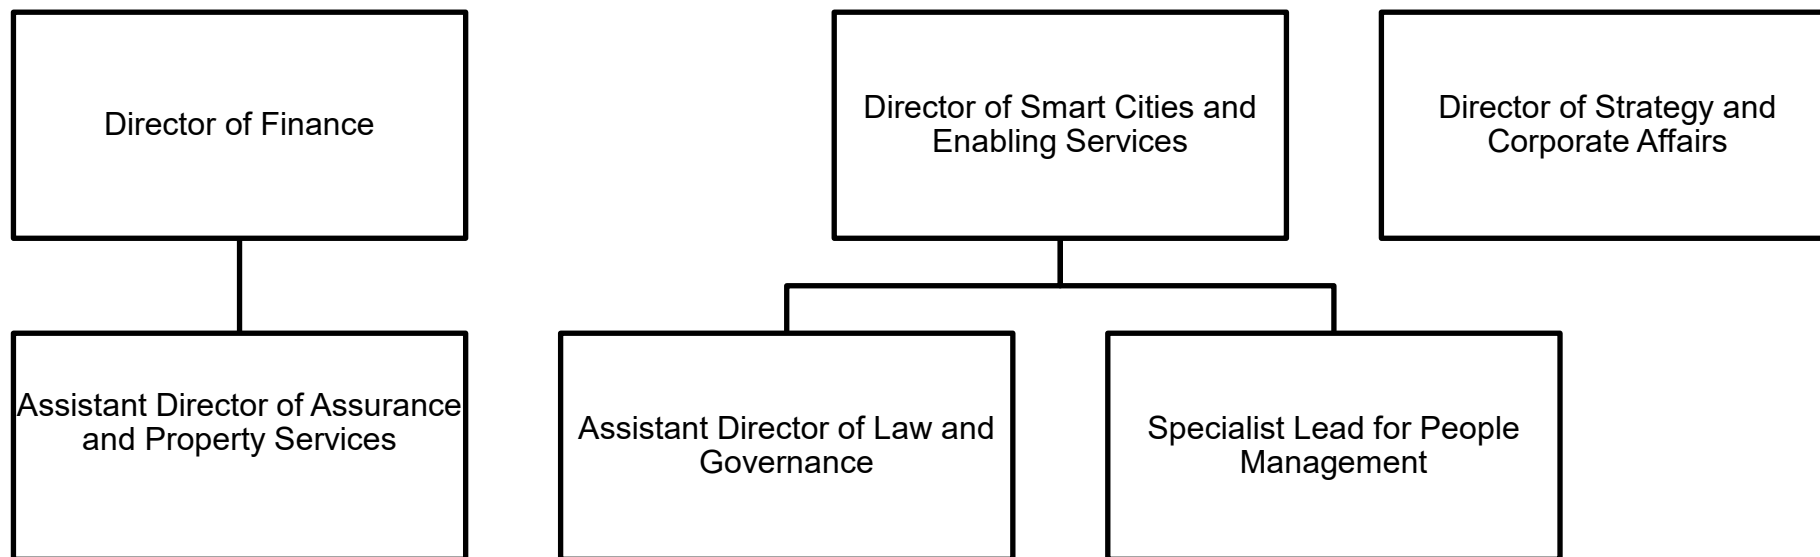 Director of Finance
Director of Smart Cities and
Enabling Services
Director of Strategy and
Corporate Affairs
Assistant Director of Assurance
and Property Services
Assistant Director of Law and
Governance
Specialist Lead for People
Management